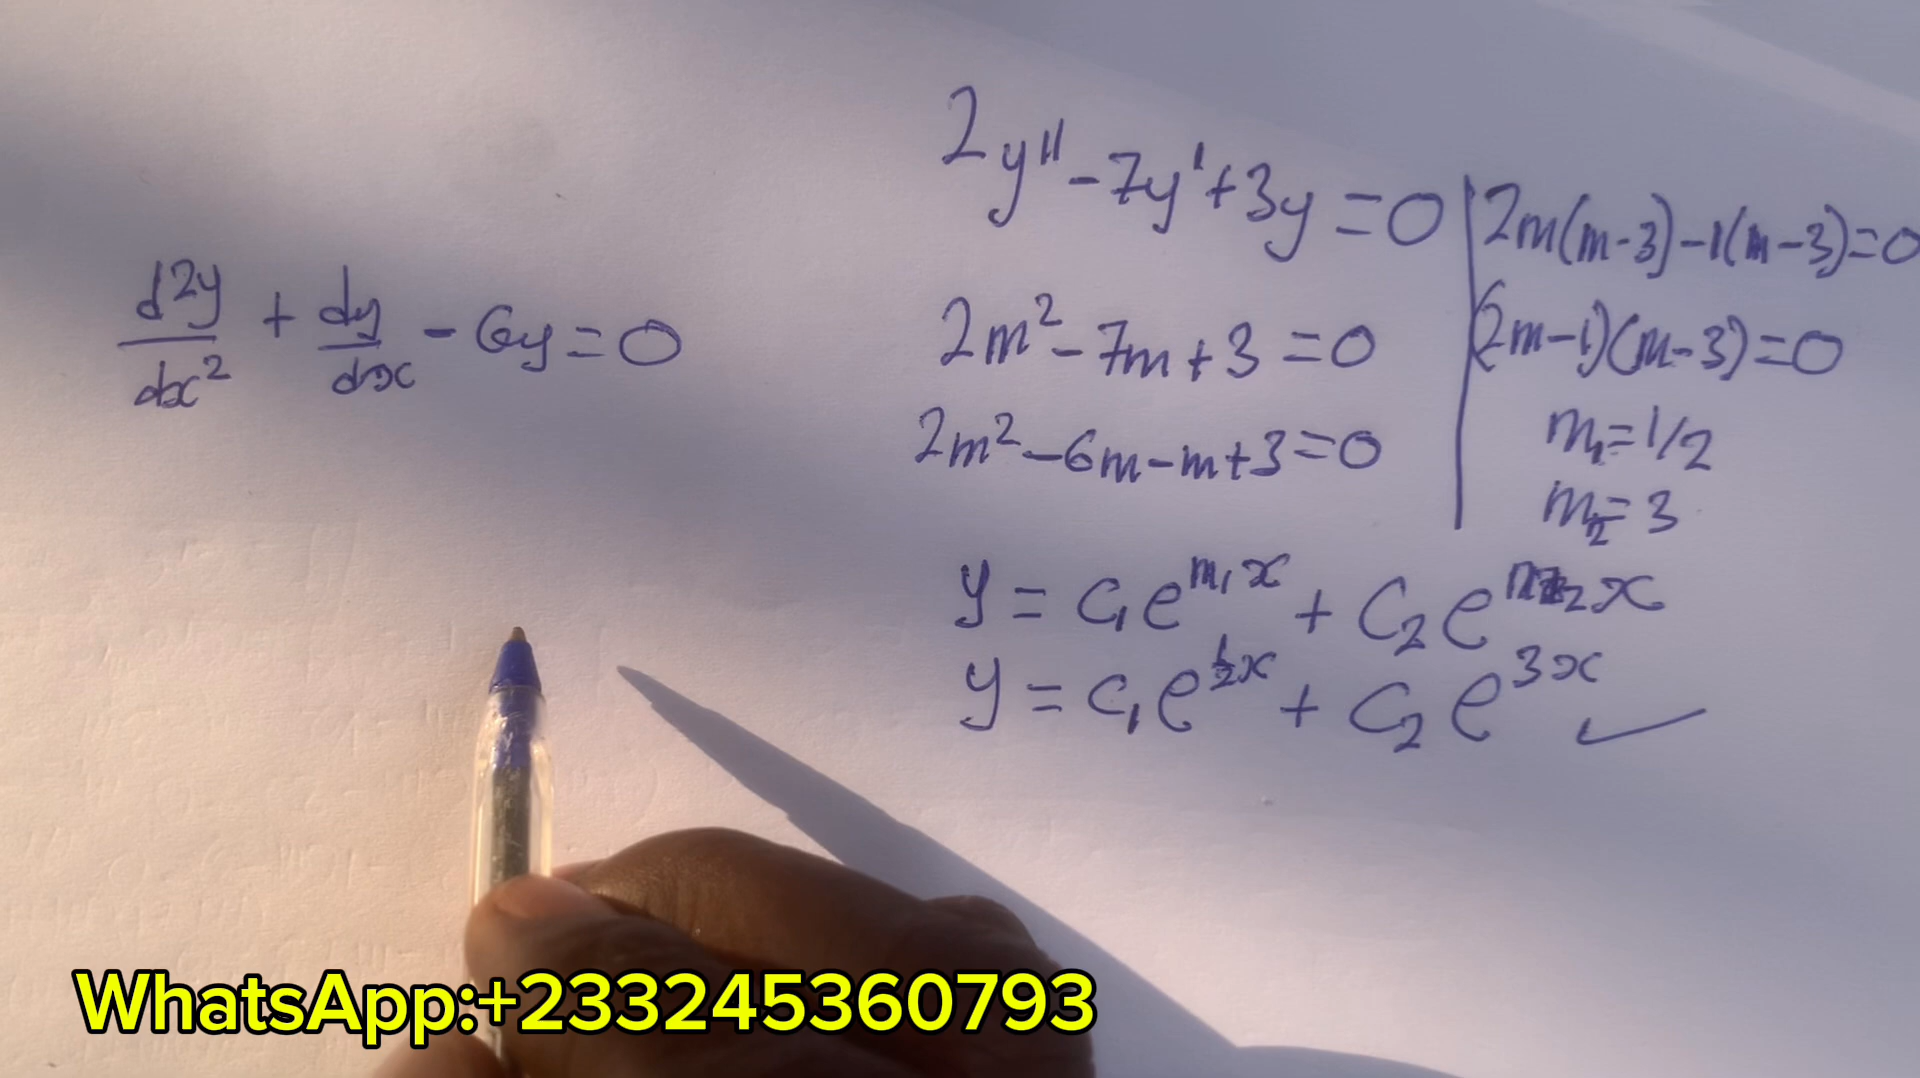 d²y/dx² + dy/dx - 6y = 0
2y'' - 7y' + 3y = 0
2m² - 7m + 3 = 0
2m² - 6m - m + 3 = 0
2m(m-3) - 1(m-3) = 0
(2m-1)(m-3) = 0
m₁ = 1/2
m₂ = 3
y = c₁e^(m₁x) + c₂e^(m₂x)
y = c₁e^(½x) + c₂e^(3x) ✓
WhatsApp:+233245360793